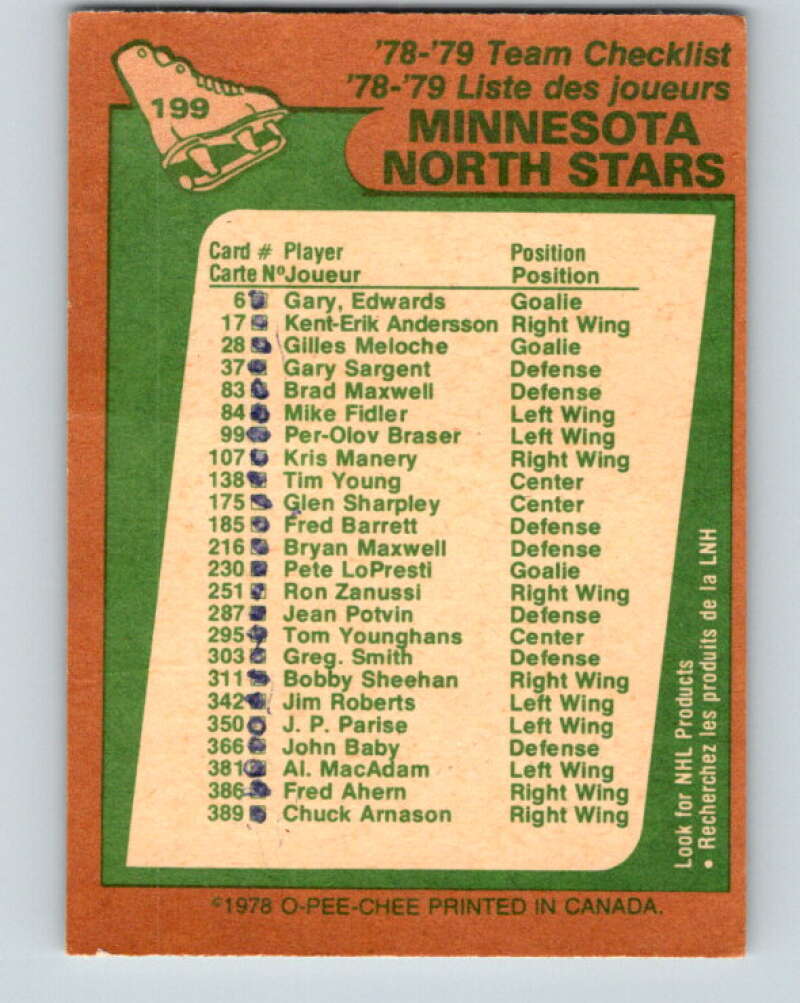 199
'78-'79 Team Checklist
'78-'79 Liste des joueurs
MINNESOTA
NORTH STARS
Card # Player Position
Carte Nº Joueur Position
6 Gary, Edwards Goalie
17 Kent-Erik Andersson Right Wing
28 Gilles Meloche Goalie
37 Gary Sargent Defense
83 Brad Maxwell Defense
84 Mike Fidler Left Wing
99 Per-Olov Braser Left Wing
107 Kris Manery Right Wing
138 Tim Young Center
175 Glen Sharpley Center
185 Fred Barrett Defense
216 Bryan Maxwell Defense
230 Pete LoPresti Goalie
251 Ron Zanussi Right Wing
287 Jean Potvin Defense
295 Tom Younghans Center
303 Greg. Smith Defense
311 Bobby Sheehan Right Wing
342 Jim Roberts Left Wing
350 J. P. Parise Left Wing
366 John Baby Defense
381 Al. MacAdam Left Wing
386 Fred Ahern Right Wing
389 Chuck Arnason Right Wing
Look for NHL Products
• Recherchez les produits de la LNH
©1978 O-PEE-CHEE PRINTED IN CANADA.